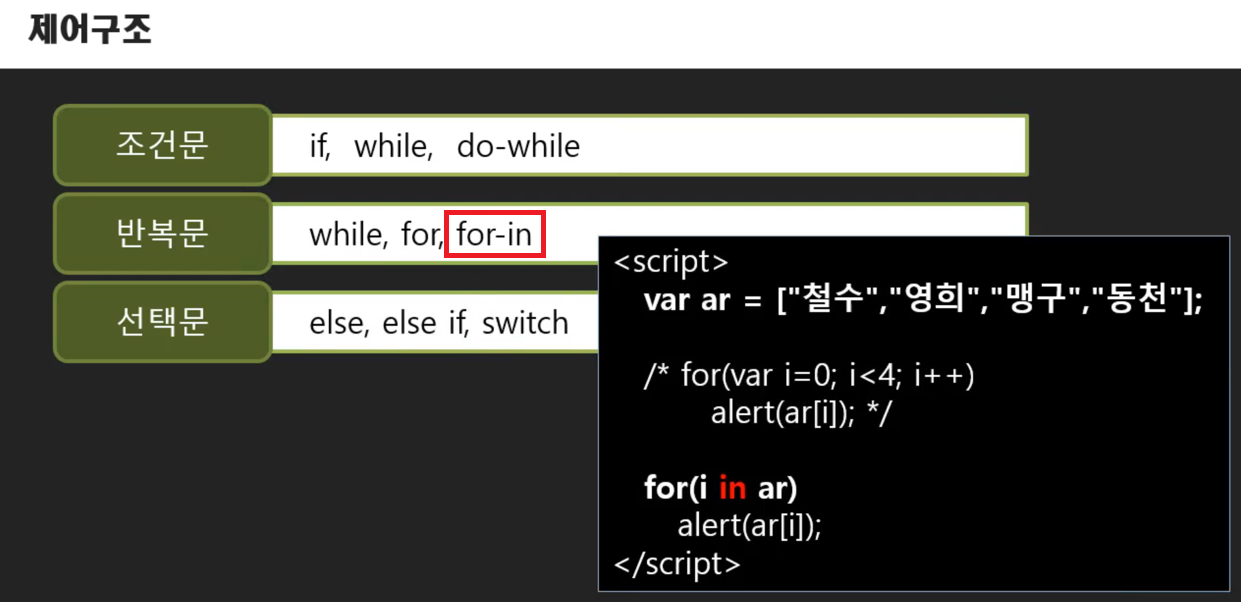 제어구조
조건문
if, while, do-while
반복문
while, for, for-in
선택문
else, else if, switch
<script>
var ar = ["철수","영희","맹구","동천"];
/* for(var i=0; i<4; i++)
alert(ar[i]); */
for(i in ar)
alert(ar[i]);
</script>